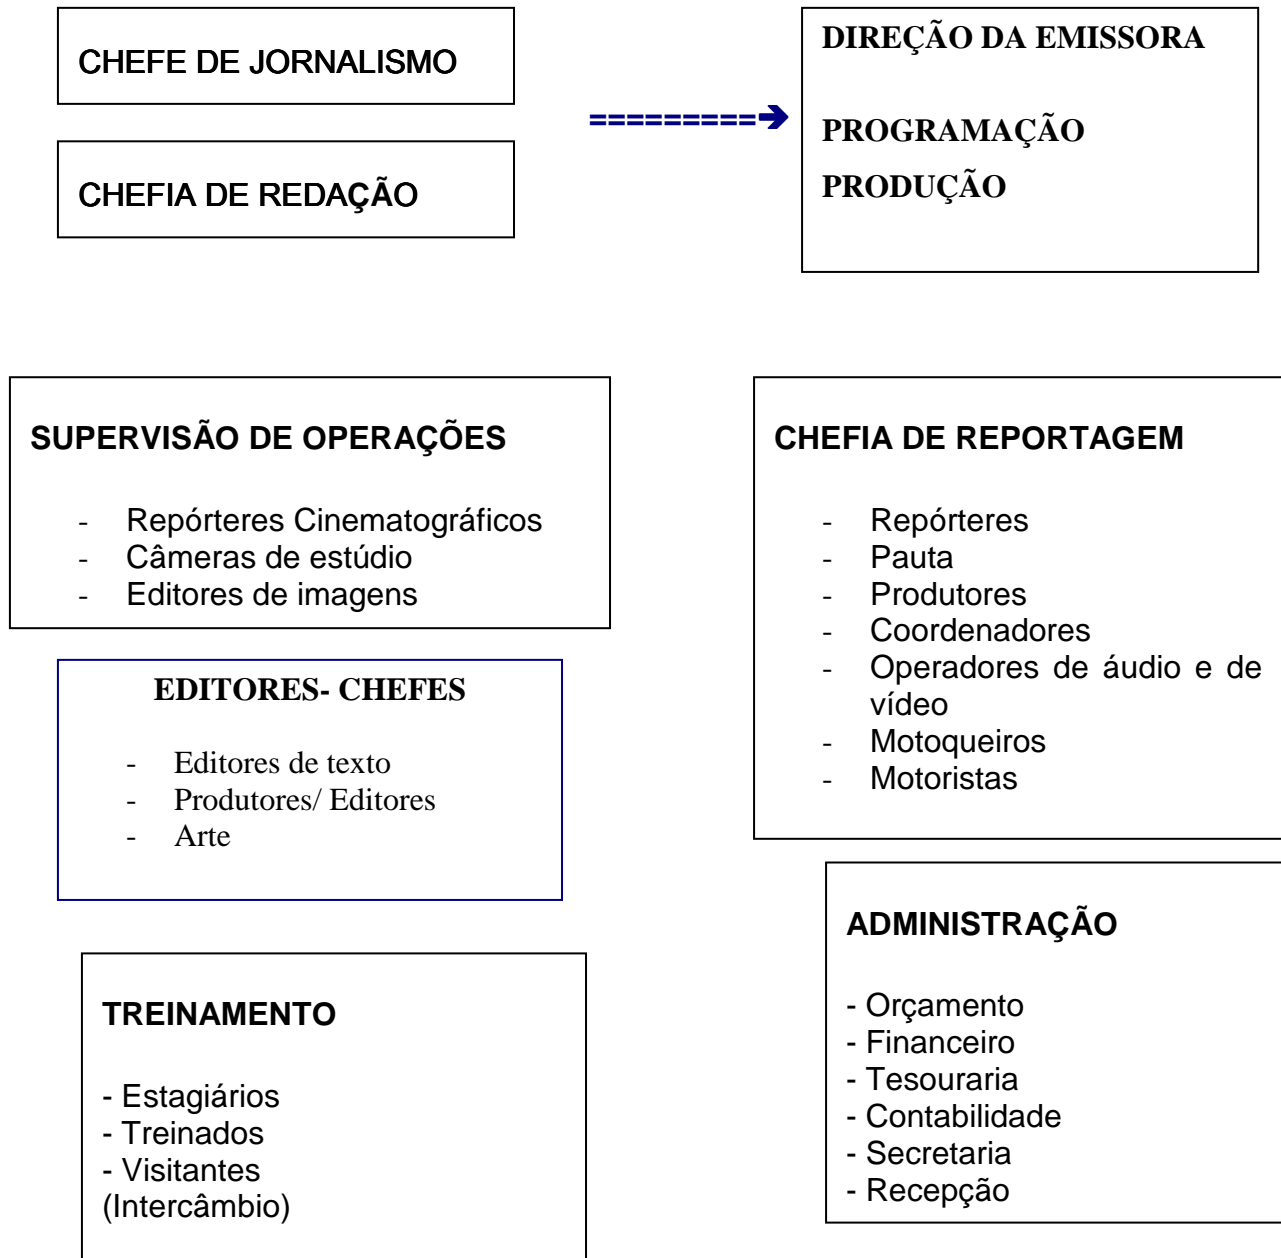 CHEFE DE JORNALISMO
CHEFIA DE REDAÇÃO
=========➔
DIREÇÃO DA EMISSORA
PROGRAMAÇÃO
PRODUÇÃO
SUPERVISÃO DE OPERAÇÕES
- Repórteres Cinematográficos
- Câmeras de estúdio
- Editores de imagens
EDITORES- CHEFES
- Editores de texto
- Produtores/ Editores
- Arte
TREINAMENTO
- Estagiários
- Treinados
- Visitantes
(Intercâmbio)
CHEFIA DE REPORTAGEM
- Repórteres
- Pauta
- Produtores
- Coordenadores
- Operadores de áudio e de
vídeo
- Motoqueiros
- Motoristas
ADMINISTRAÇÃO
- Orçamento
- Financeiro
- Tesouraria
- Contabilidade
- Secretaria
- Recepção